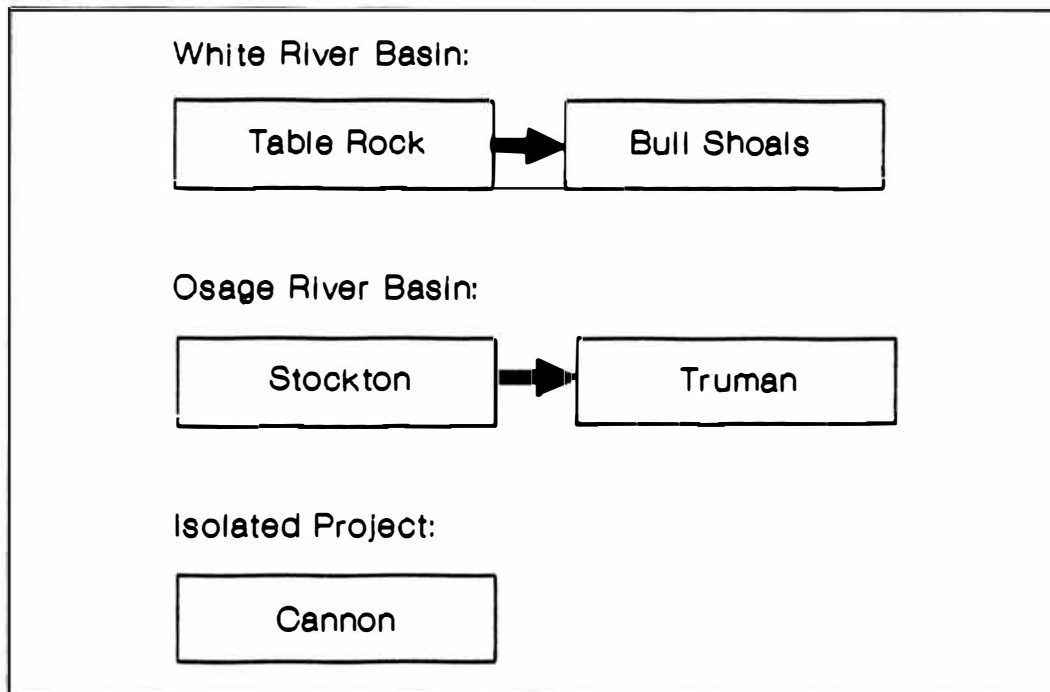 White River Basin:
Table Rock
Bull Shoals
Osage River Basin:
Stockton
Truman
Isolated Project:
Cannon